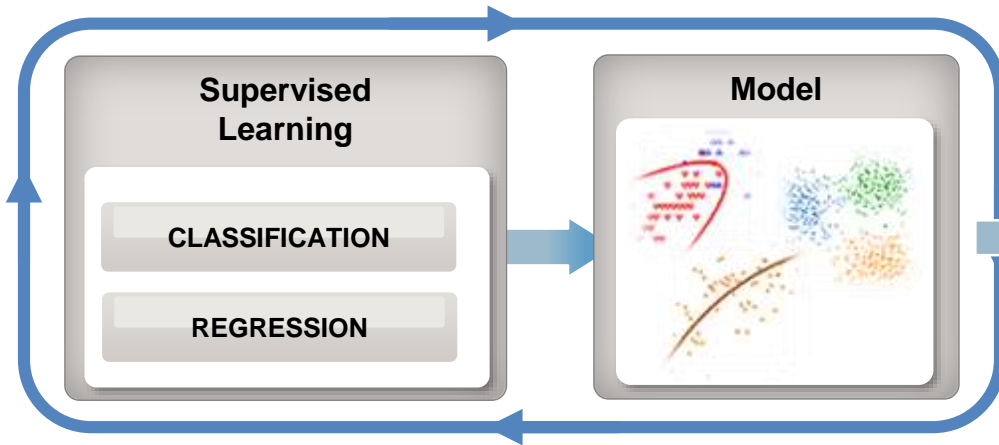 Supervised
Learning
CLASSIFICATION
REGRESSION
Model